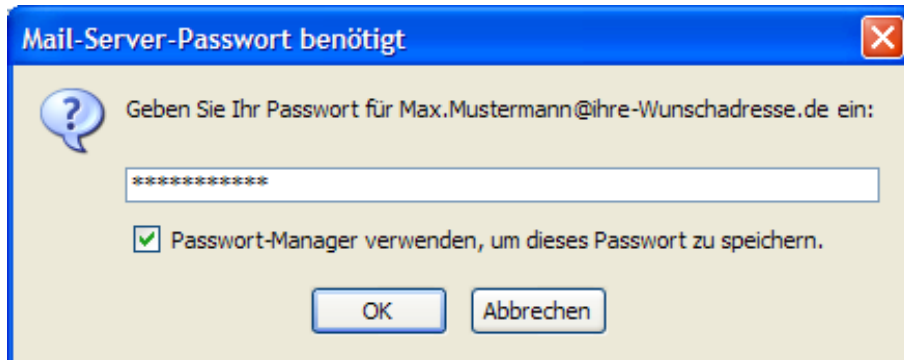 Mail-Server-Passwort benötigt
Geben Sie Ihr Passwort für Max.Mustermann@ihre-Wunschadresse.de ein:
***********
Passwort-Manager verwenden, um dieses Passwort zu speichern.
OK
Abbrechen